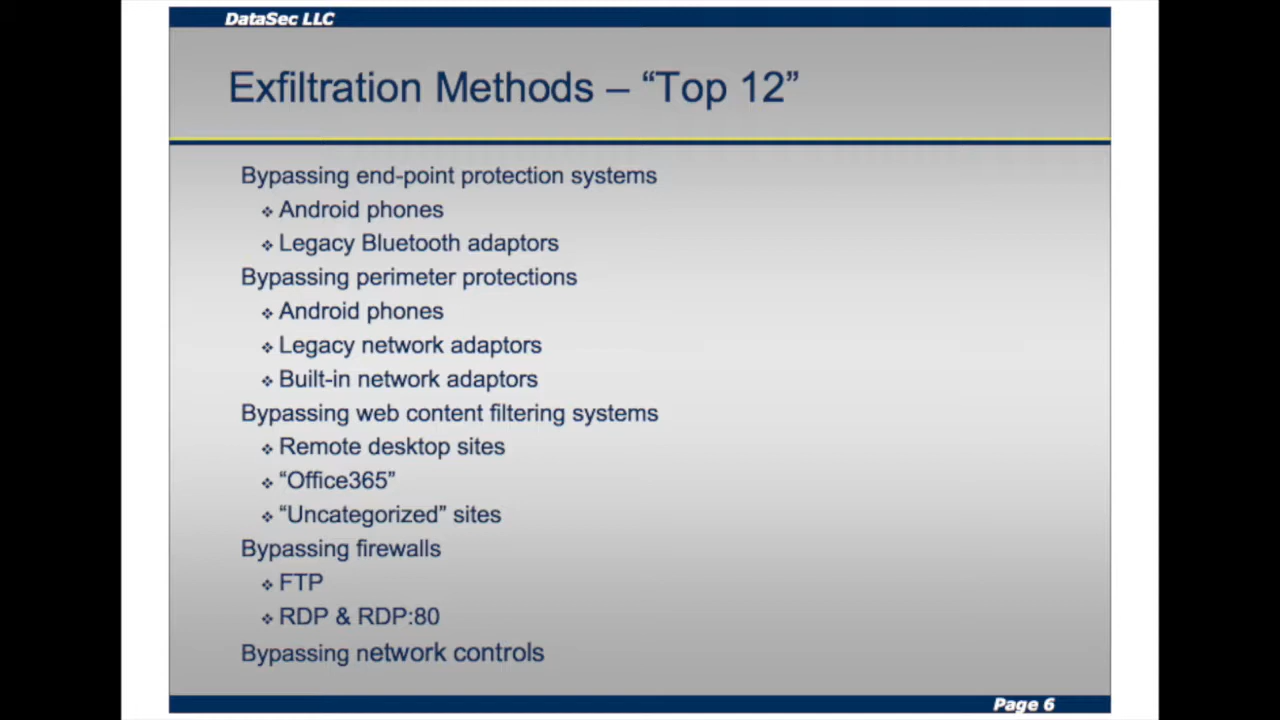 DataSec LLC
Exfiltration Methods – “Top 12”
Bypassing end-point protection systems
❖ Android phones
❖ Legacy Bluetooth adaptors
Bypassing perimeter protections
❖ Android phones
❖ Legacy network adaptors
❖ Built-in network adaptors
Bypassing web content filtering systems
❖ Remote desktop sites
❖ “Office365”
❖ “Uncategorized” sites
Bypassing firewalls
❖ FTP
❖ RDP & RDP:80
Bypassing network controls
Page 6